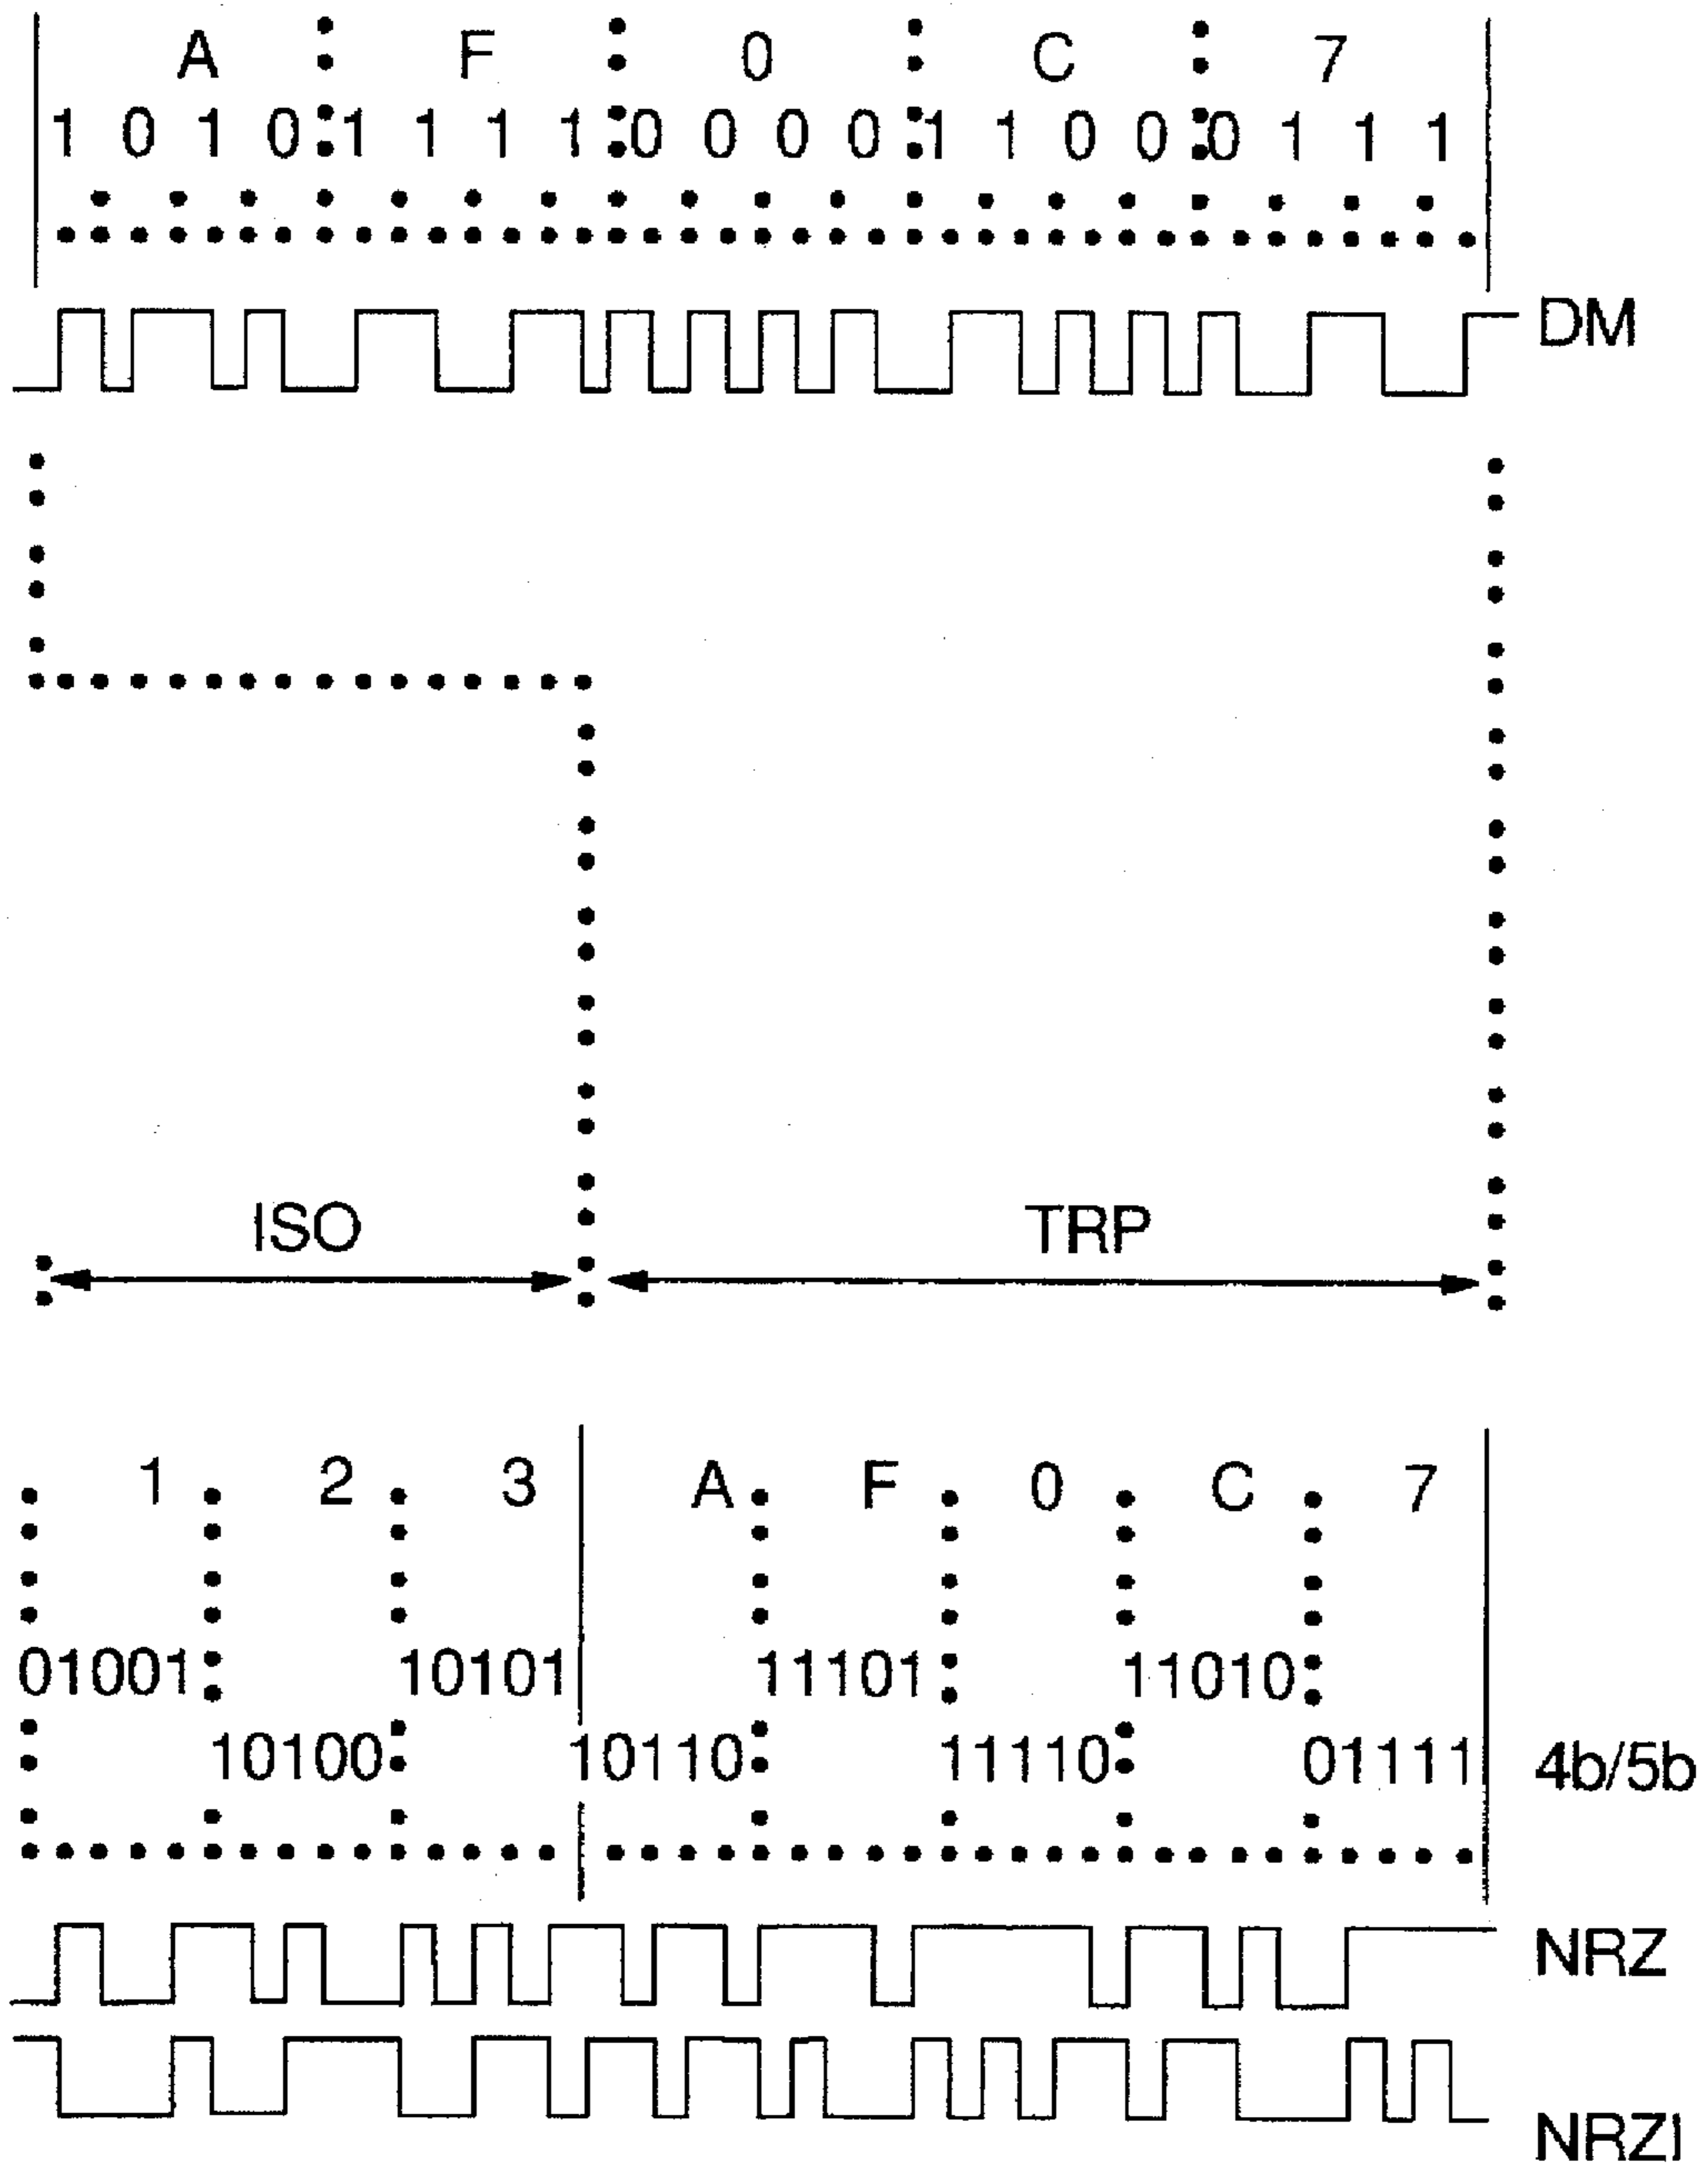 A F 0 C 7
1 0 1 0 1 1 1 1 0 0 0 0 1 1 0 0 0 1 1 1
DM
ISO TRP
1 2 3 A F 0 C 7
01001 10101 11101 11010
10100 10110 11110 01111 4b/5b
NRZ
NRZI